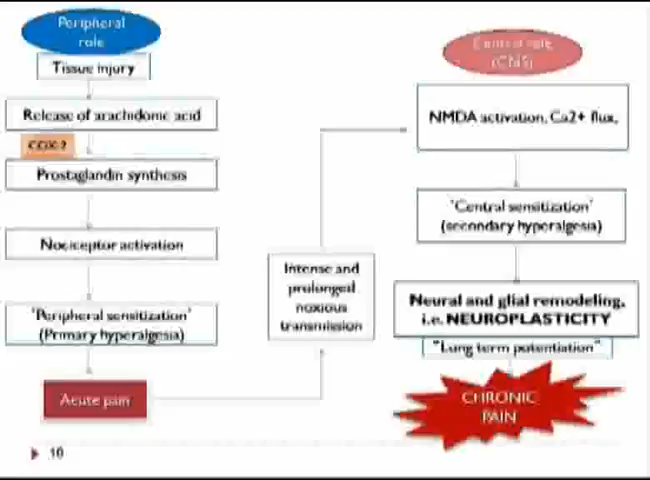 Peripheral
role
Tissue injury
Release of arachidonic acid
COX-2
Prostaglandin synthesis
Nociceptor activation
'Peripheral sensitization'
(Primary hyperalgesia)
Acute pain
Intense and
prolonged
noxious
transmission
Central role
(CNS)
NMDA activation, Ca2+ flux,
'Central sensitization'
(secondary hyperalgesia)
Neural and glial remodeling,
i.e. NEUROPLASTICITY
"Long term potentiation"
CHRONIC
PAIN
10